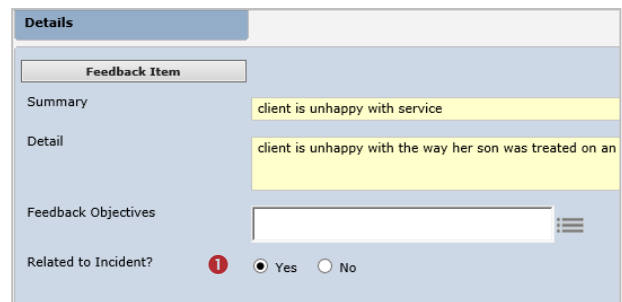 Details
Feedback Item
Summary client is unhappy with service
Detail client is unhappy with the way her son was treated on an
Feedback Objectives
Related to Incident? 1 Yes No